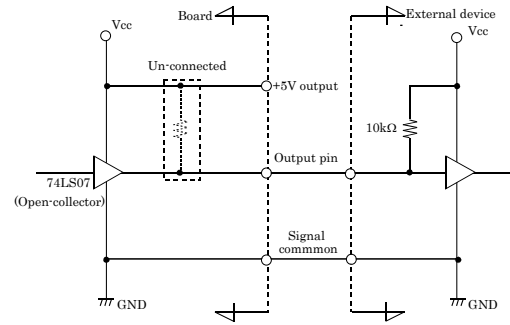 Board
External device
Vcc
Vcc
Un-connected
+5V output
10kΩ
Output pin
74LS07
(Open-collector)
Signal
commmon
GND
GND